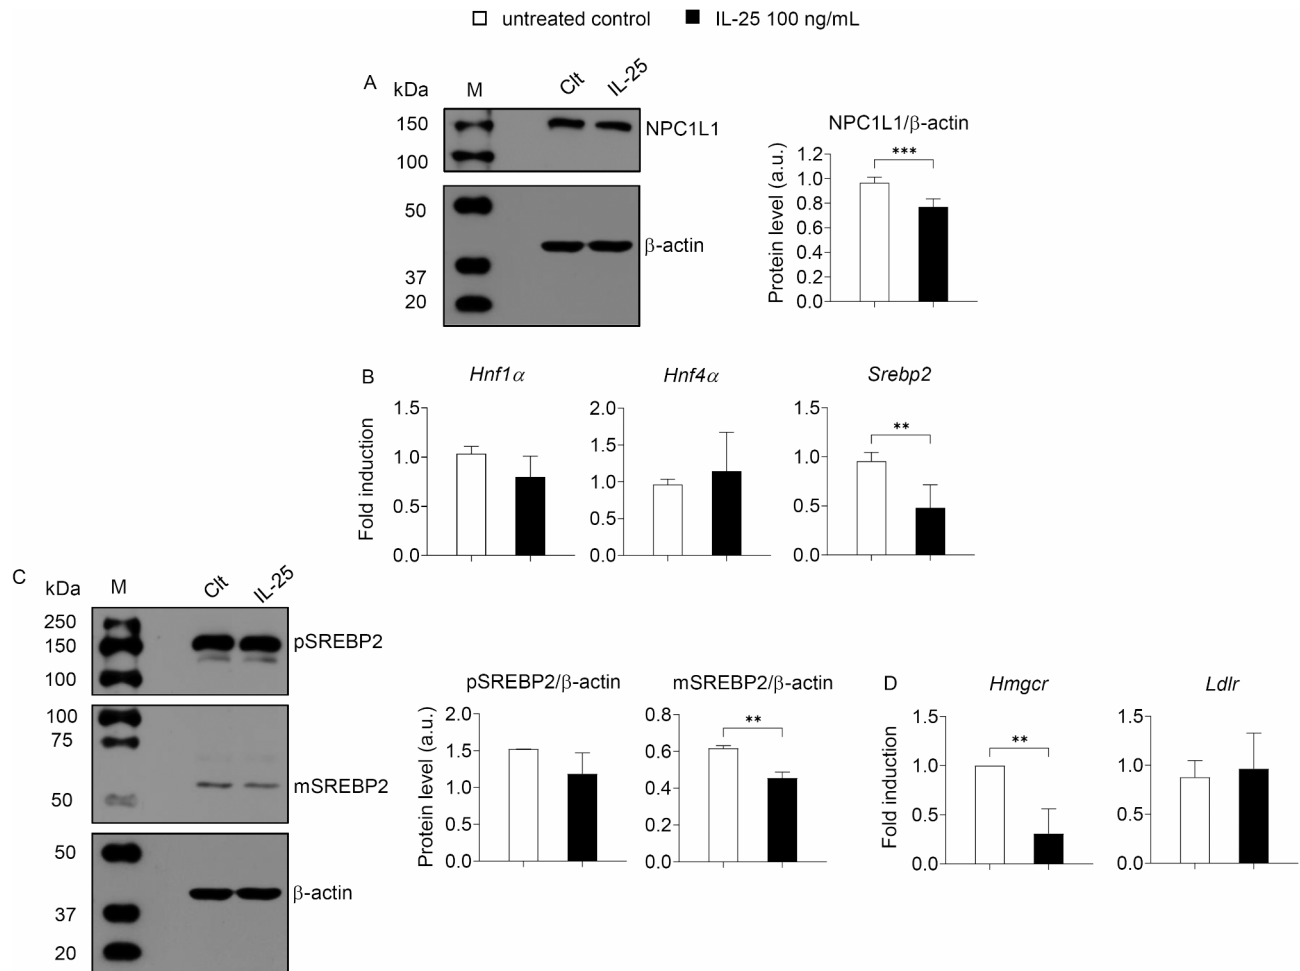 untreated control IL-25 100 ng/mL
A kDa M Clt IL-25
150
100
NPC1L1
50
37
20
β-actin
NPC1L1/β-actin
***
Protein level (a.u.)
1.2
1.0
0.8
0.6
0.4
0.2
0.0
B
Hnf1α
Fold induction
1.5
1.0
0.5
0.0
Hnf4α
2.0
1.5
1.0
0.5
0.0
Srebp2
**
1.5
1.0
0.5
0.0
C kDa M Clt IL-25
250
150
100
pSREBP2
100
75
50
mSREBP2
50
37
20
β-actin
pSREBP2/β-actin
Protein level (a.u.)
2.0
1.5
1.0
0.5
0.0
mSREBP2/β-actin
**
0.8
0.6
0.4
0.2
0.0
D
Hmgcr
**
Fold induction
1.5
1.0
0.5
0.0
Ldlr
1.5
1.0
0.5
0.0